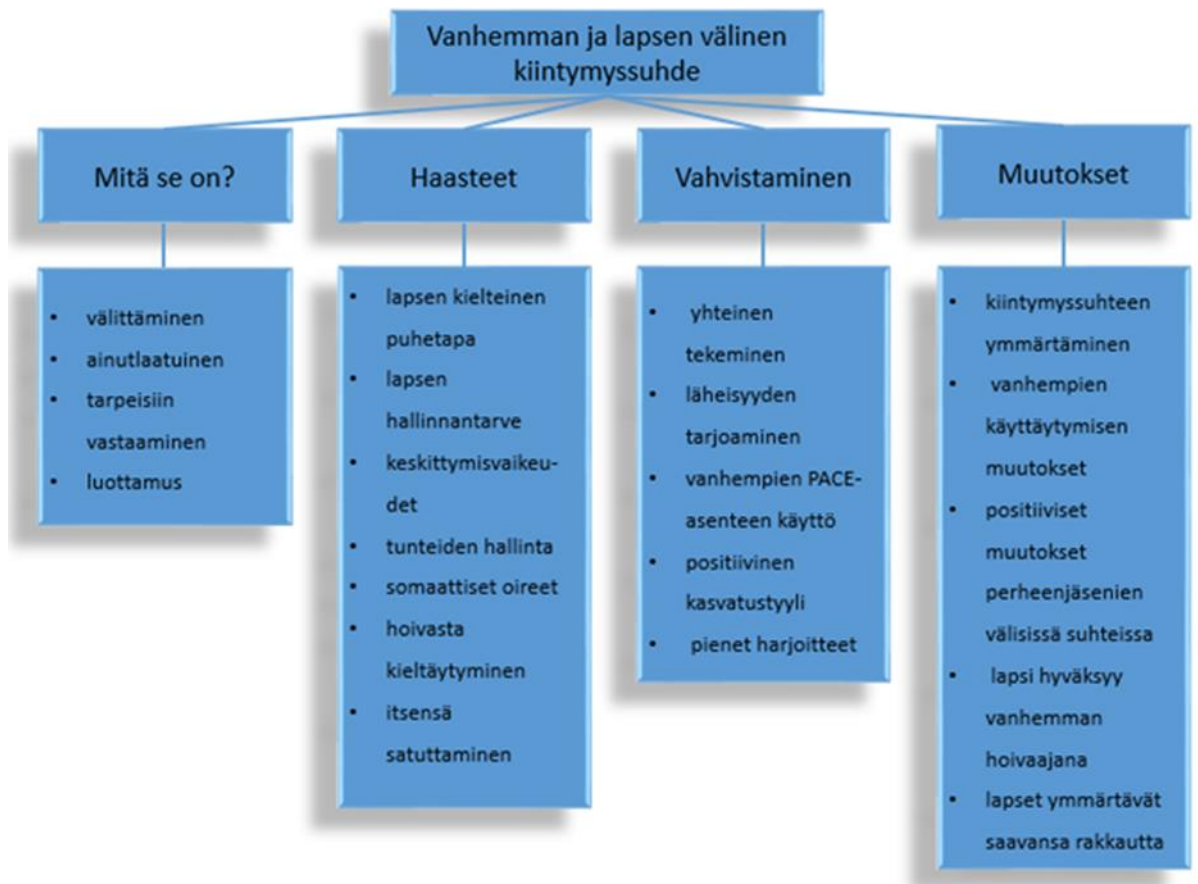 Vanhemman ja lapsen välinen
kiintymyssuhde
Mitä se on?
• välittäminen
• ainutlaatuinen
• tarpeisiin
vastaaminen
• luottamus
Haasteet
• lapsen kielteinen
puhetapa
• lapsen
hallinnantarve
• keskittymisvaikeu-
det
• tunteiden hallinta
• somaattiset oireet
• hoivasta
kieltäytyminen
• itsensä
satuttaminen
Vahvistaminen
• yhteinen
tekeminen
• läheisyyden
tarjoaminen
• vanhempien PACE-
asenteen käyttö
• positiivinen
kasvatustyyli
• pienet harjoitteet
Muutokset
• kiintymyssuhteen
ymmärtäminen
• vanhempien
käyttäytymisen
muutokset
• positiiviset
muutokset
perheenjäsenien
välisissä suhteissa
• lapsi hyväksyy
vanhemman
hoivaajana
• lapset ymmärtävät
saavansa rakkautta